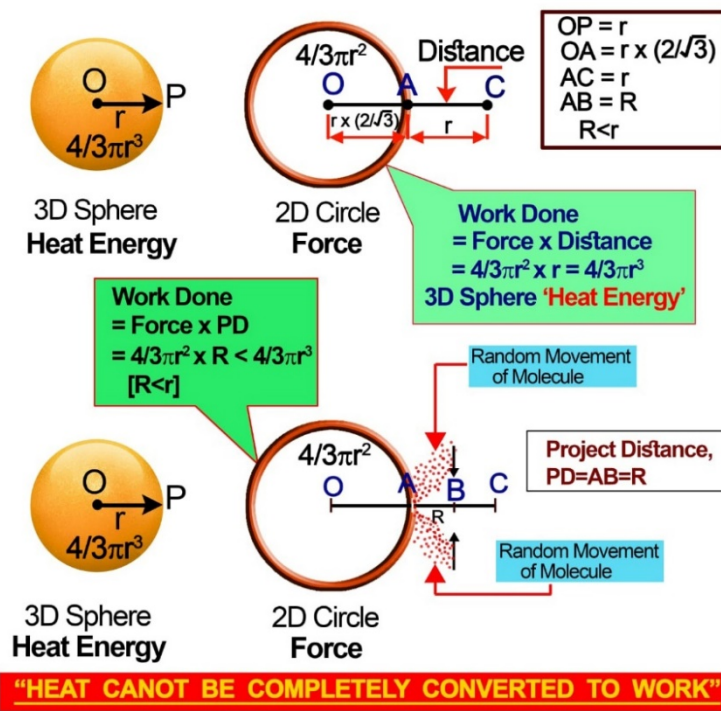 O
P
r
4/3πr³
3D Sphere
Heat Energy
4/3πr²
O
A
C
Distance
r x (2/√3)
r
2D Circle
Force
OP = r
OA = r x (2/√3)
AC = r
AB = R
R<r
Work Done
= Force x Distance
= 4/3πr² x r = 4/3πr³
3D Sphere ‘Heat Energy’
Work Done
= Force x PD
= 4/3πr² x R < 4/3πr³
[R<r]
Random Movement
of Molecule
O
P
r
4/3πr³
3D Sphere
Heat Energy
4/3πr²
O
A
B
C
R
2D Circle
Force
Project Distance,
PD=AB=R
Random Movement
of Molecule
“HEAT CANOT BE COMPLETELY CONVERTED TO WORK”